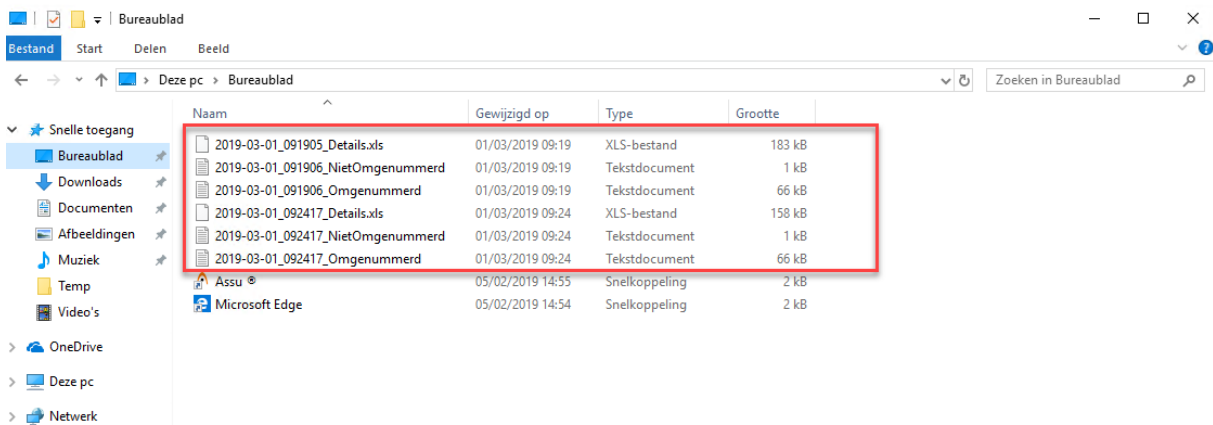 Bureaublad
Bestand Start Delen Beeld
Deze pc Bureaublad Zoeken in Bureaublad
Naam Gewijzigd op Type Grootte
Snelle toegang
Bureaublad 2019-03-01_091905_Details.xls 01/03/2019 09:19 XLS-bestand 183 kB
2019-03-01_091906_NietOmgenummerd 01/03/2019 09:19 Tekstdocument 1 kB
Downloads 2019-03-01_091906_Omgenummerd 01/03/2019 09:19 Tekstdocument 66 kB
Documenten 2019-03-01_092417_Details.xls 01/03/2019 09:24 XLS-bestand 158 kB
Afbeeldingen 2019-03-01_092417_NietOmgenummerd 01/03/2019 09:24 Tekstdocument 1 kB
Muziek 2019-03-01_092417_Omgenummerd 01/03/2019 09:24 Tekstdocument 66 kB
Temp Assu ® 05/02/2019 14:55 Snelkoppeling 2 kB
Video's Microsoft Edge 05/02/2019 14:54 Snelkoppeling 2 kB
OneDrive
Deze pc
Netwerk